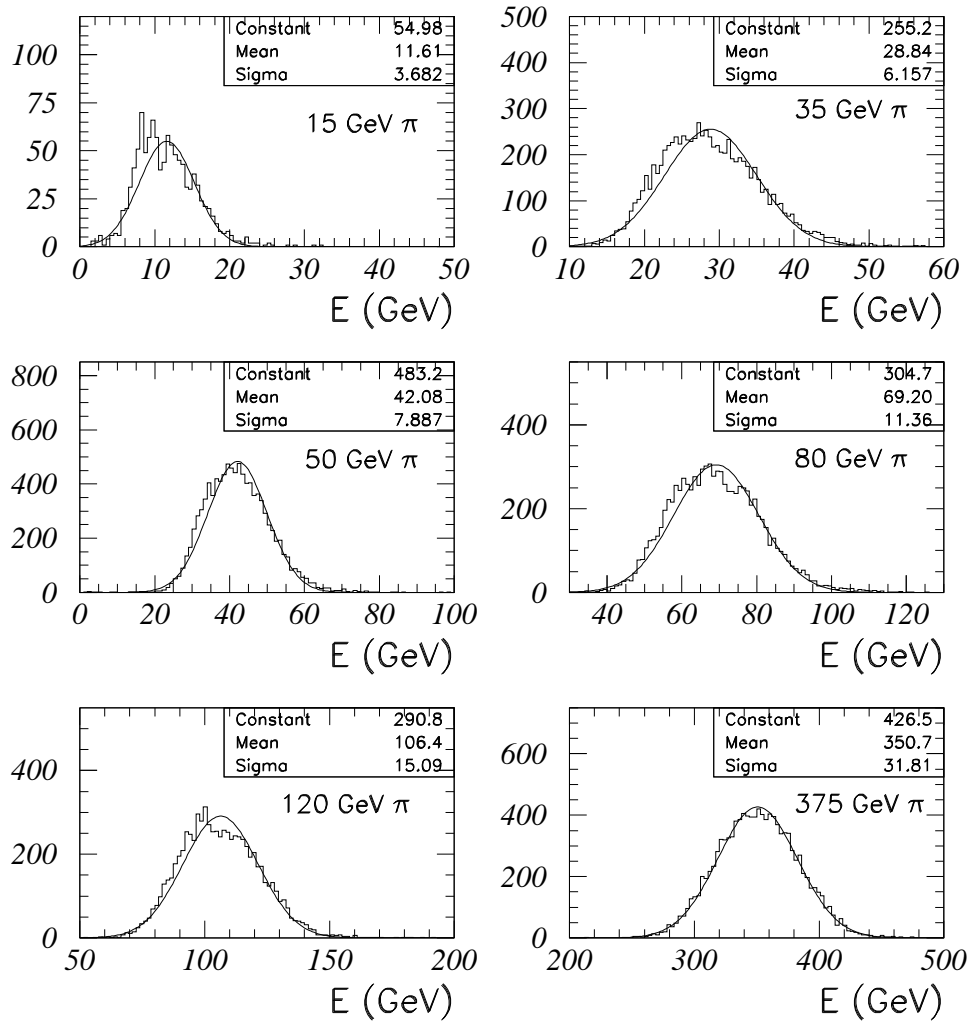 Constant 54.98
Mean 11.61
Sigma 3.682
15 GeV π
100
75
50
25
0
0 10 20 30 40 50
E (GeV)
Constant 255.2
Mean 28.84
Sigma 6.157
35 GeV π
500
400
300
200
100
0
10 20 30 40 50 60
E (GeV)
Constant 483.2
Mean 42.08
Sigma 7.887
50 GeV π
800
600
400
200
0
0 20 40 60 80 100
E (GeV)
Constant 304.7
Mean 69.20
Sigma 11.36
80 GeV π
400
200
0
40 60 80 100 120
E (GeV)
Constant 290.8
Mean 106.4
Sigma 15.09
120 GeV π
400
200
0
50 100 150 200
E (GeV)
Constant 426.5
Mean 350.7
Sigma 31.81
375 GeV π
600
400
200
0
200 300 400 500
E (GeV)